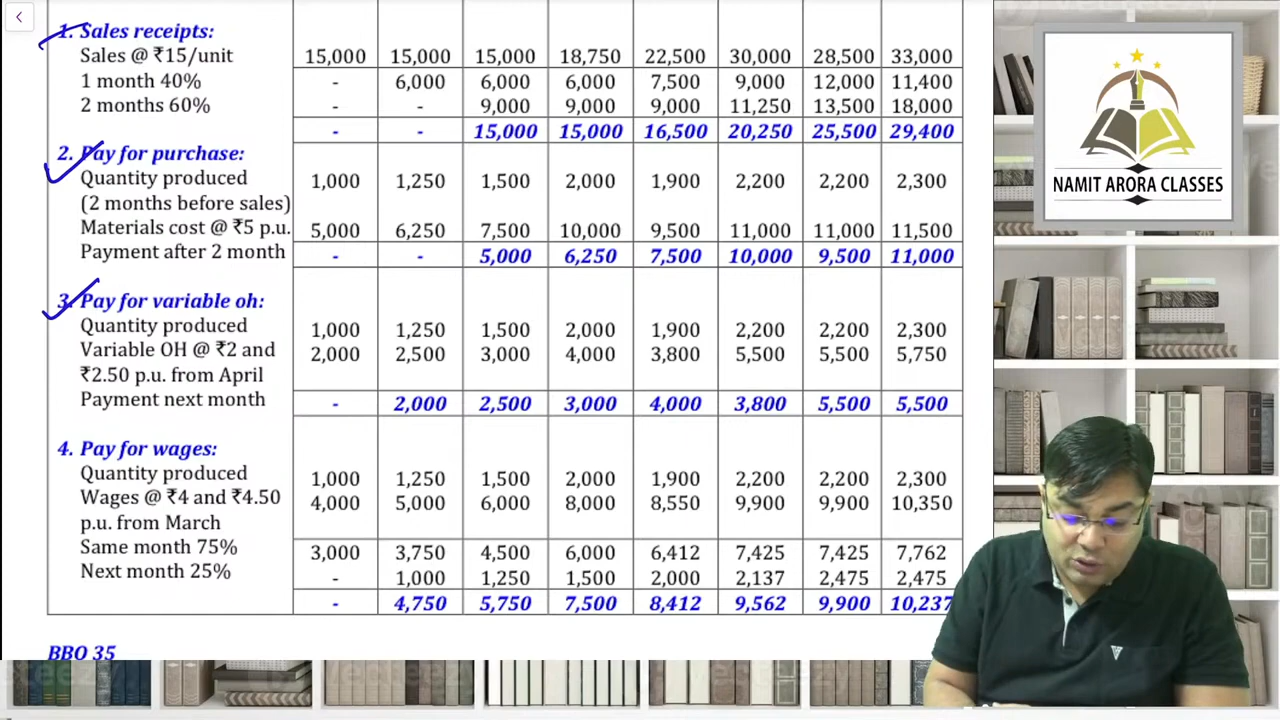 1. Sales receipts:
Sales @ ₹15/unit 15,000 15,000 15,000 18,750 22,500 30,000 28,500 33,000
1 month 40% - 6,000 6,000 6,000 7,500 9,000 12,000 11,400
2 months 60% - - 9,000 9,000 9,000 11,250 13,500 18,000
- - 15,000 15,000 16,500 20,250 25,500 29,400
2. Pay for purchase:
Quantity produced 1,000 1,250 1,500 2,000 1,900 2,200 2,200 2,300
(2 months before sales)
Materials cost @ ₹5 p.u. 5,000 6,250 7,500 10,000 9,500 11,000 11,000 11,500
Payment after 2 month - - 5,000 6,250 7,500 10,000 9,500 11,000
3. Pay for variable oh:
Quantity produced 1,000 1,250 1,500 2,000 1,900 2,200 2,200 2,300
Variable OH @ ₹2 and 2,000 2,500 3,000 4,000 3,800 5,500 5,500 5,750
₹2.50 p.u. from April
Payment next month - 2,000 2,500 3,000 4,000 3,800 5,500 5,500
4. Pay for wages:
Quantity produced 1,000 1,250 1,500 2,000 1,900 2,200 2,200 2,300
Wages @ ₹4 and ₹4.50 4,000 5,000 6,000 8,000 8,550 9,900 9,900 10,350
p.u. from March
Same month 75% 3,000 3,750 4,500 6,000 6,412 7,425 7,425 7,762
Next month 25% - 1,000 1,250 1,500 2,000 2,137 2,475 2,475
- 4,750 5,750 7,500 8,412 9,562 9,900 10,237
BBO 35
NAMIT ARORA CLASSES